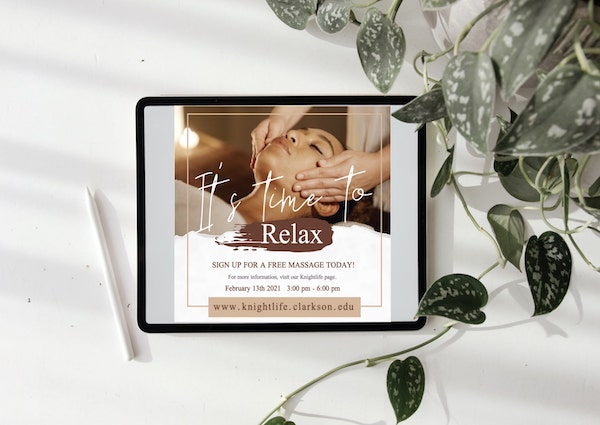 It's time to
Relax
SIGN UP FOR A FREE MASSAGE TODAY!
For more information, visit our Knightlife page.
February 13th 2021 3:00 pm - 6:00 pm
www.knightlife.clarkson.edu